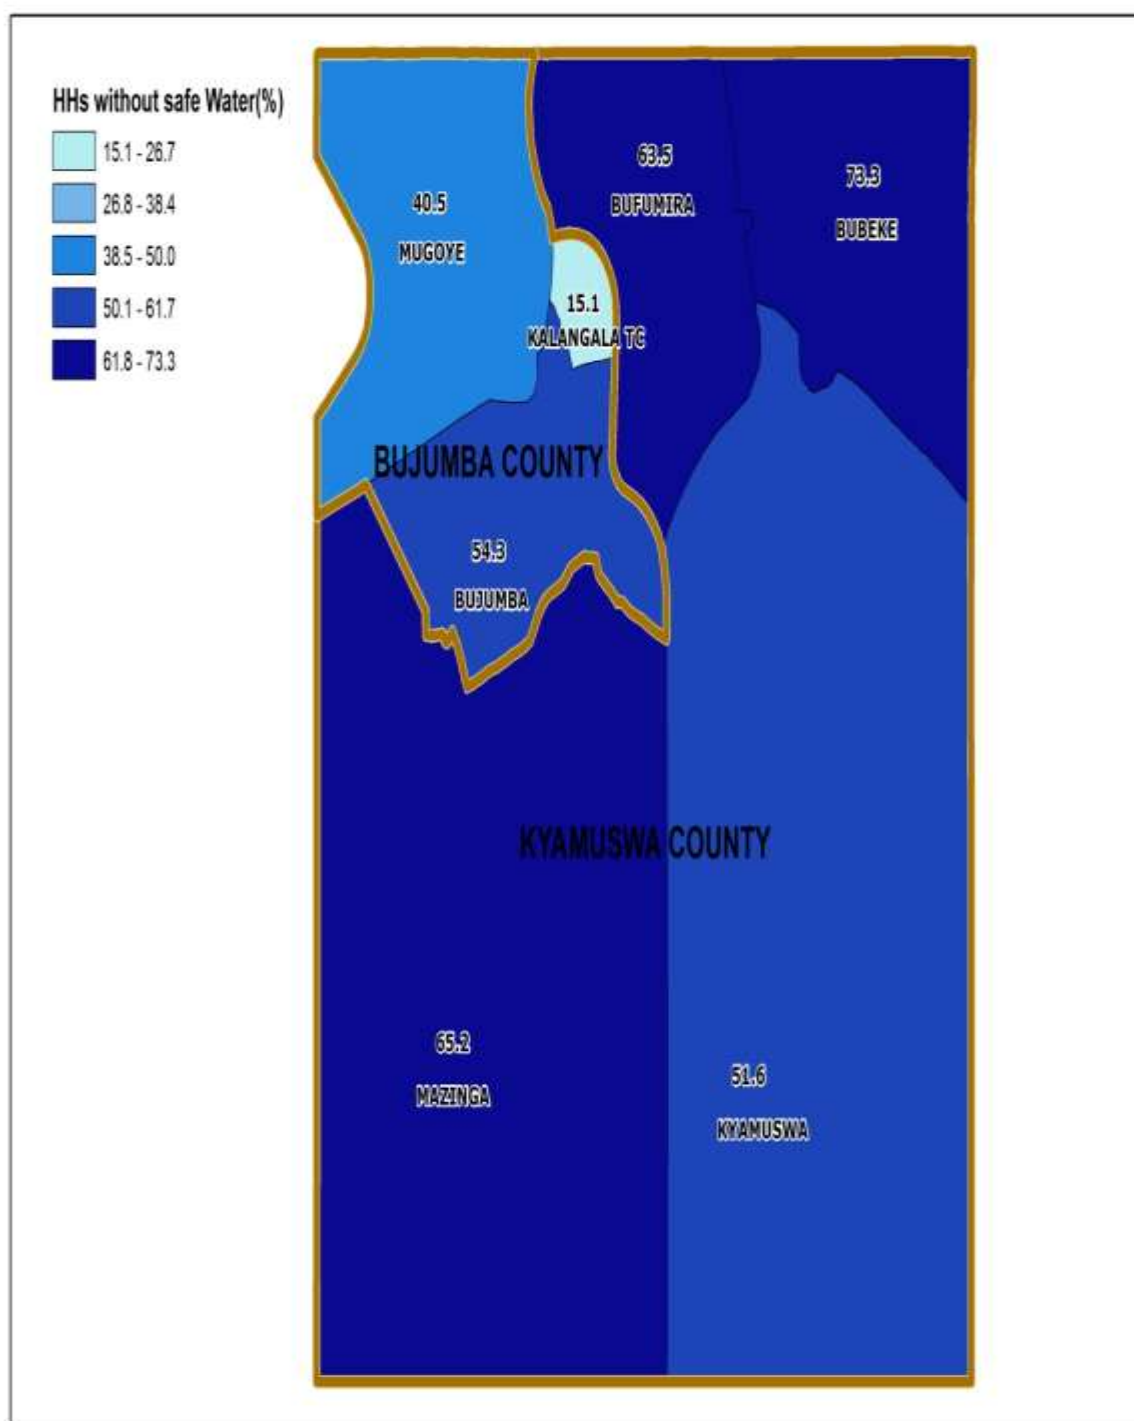 HHs without safe Water(%)
15.1 - 26.7
26.8 - 38.4
38.5 - 50.0
50.1 - 61.7
61.8 - 73.3
63.5
BUFUMIRA
73.3
BUBEKE
40.5
MUGOYE
15.1
KALANGALA TC
BUJUMBA COUNTY
54.3
BUJUMBA
KYAMUSWA COUNTY
65.2
MAZINGA
51.6
KYAMUSWA